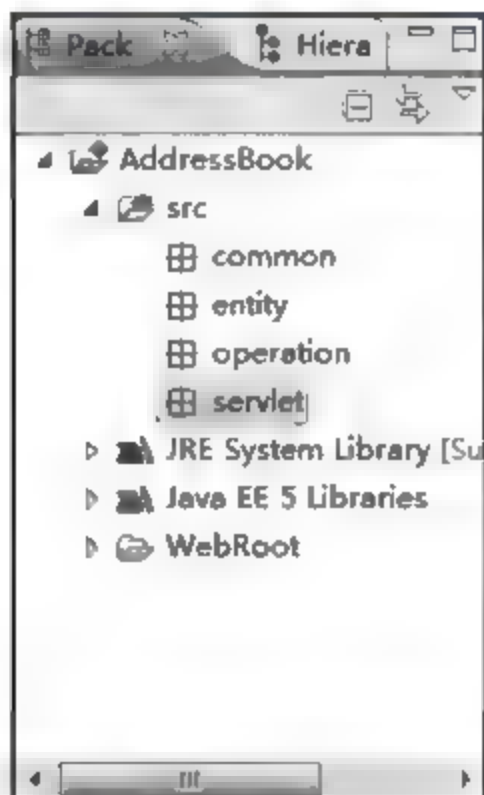 Pack Hiera
AddressBook
src
common
entity
operation
servlet
JRE System Library [Su
Java EE 5 Libraries
WebRoot